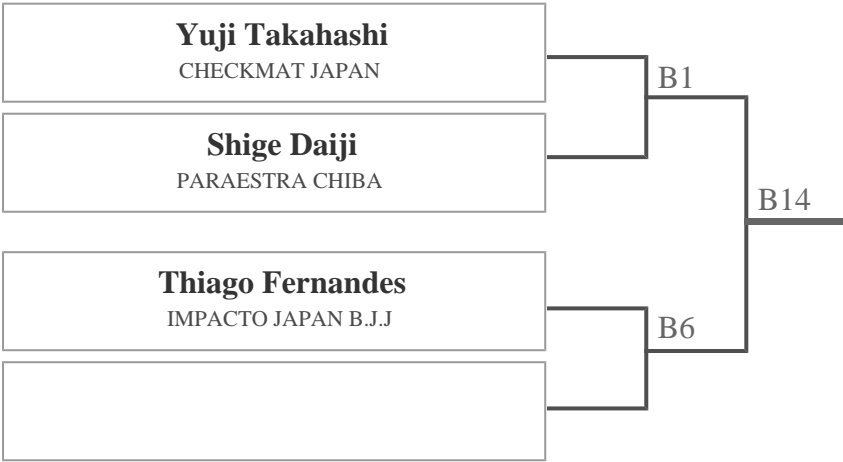 Yuji Takahashi
CHECKMAT JAPAN
B1
Shige Daiji
PARAESTRA CHIBA
B14
Thiago Fernandes
IMPACTO JAPAN B.J.J
B6